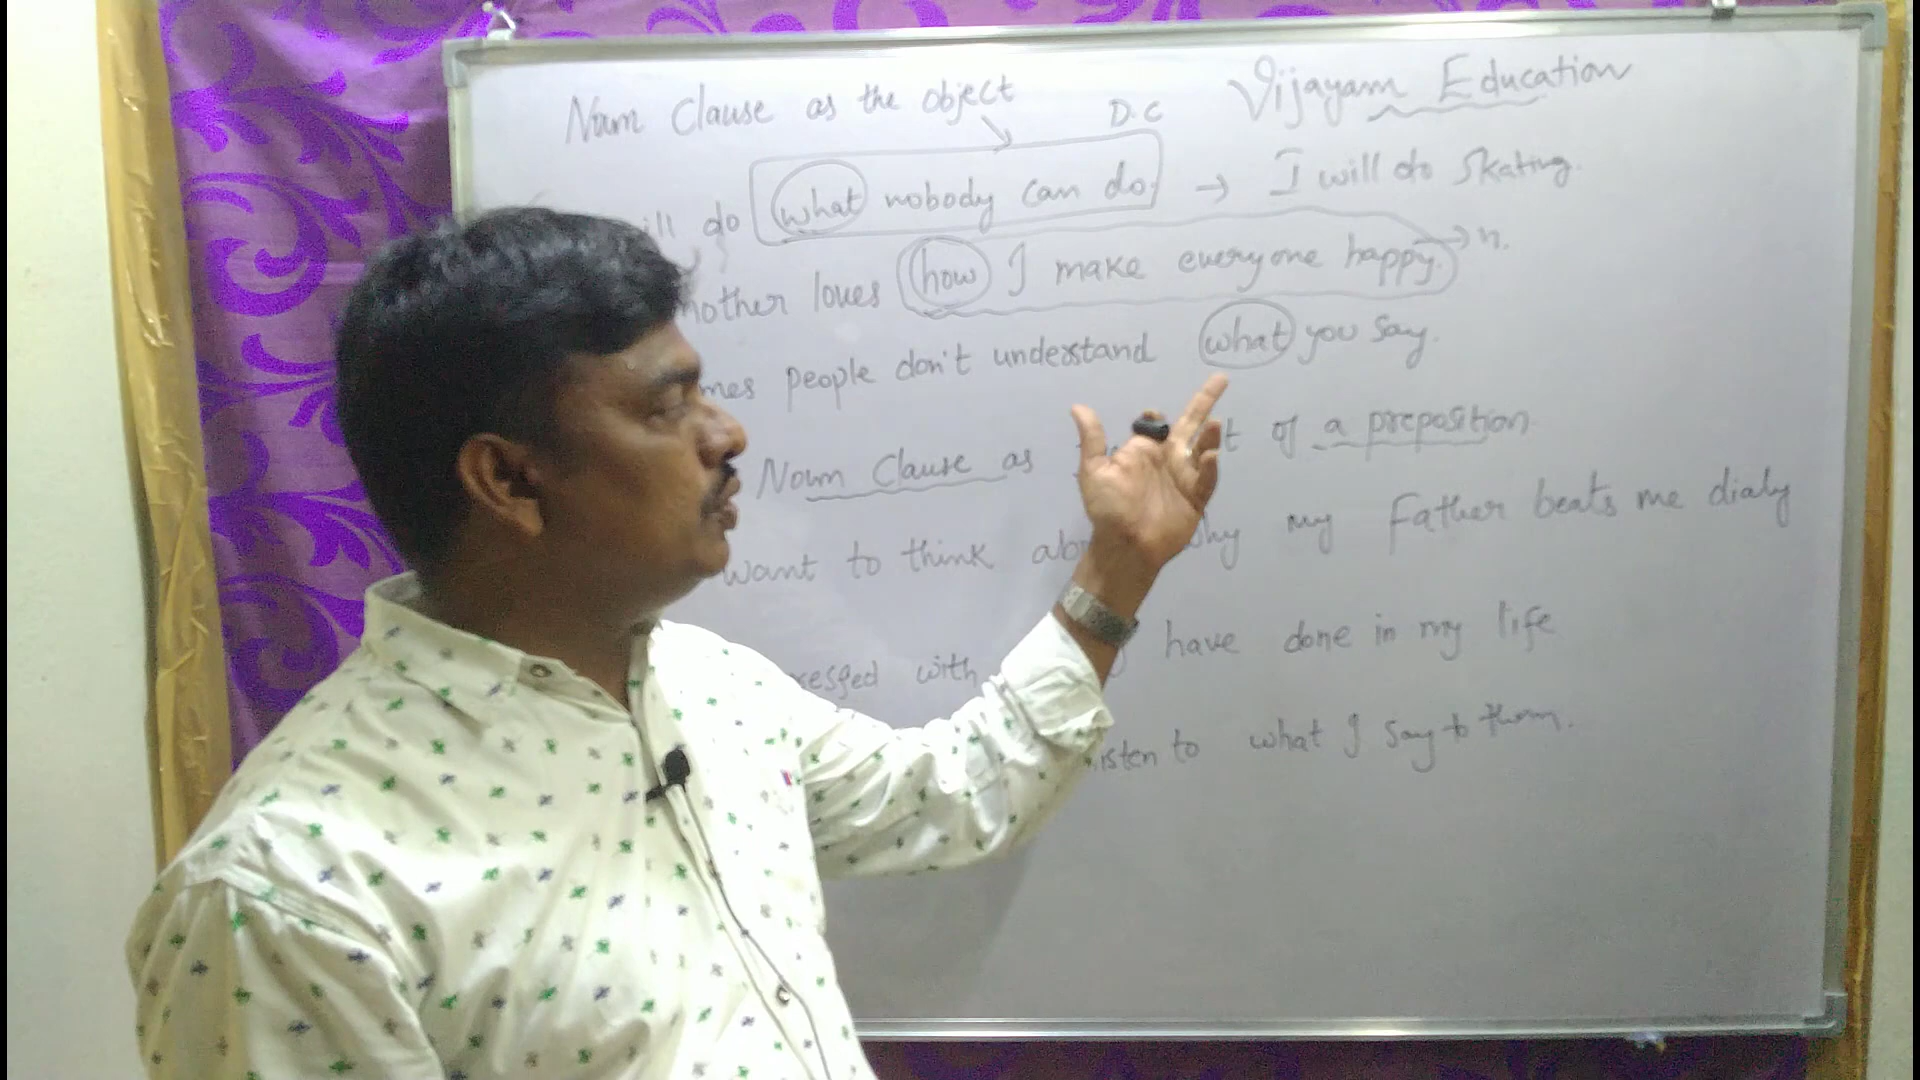 Noun Clause as the object
D.C
Vijayam Education
ill do what nobody can do. → I will do skating.
mother loves how I make everyone happy. → n.
mes people don't understand what you say.
Noun Clause as t of a preposition
want to think why my Father beats me dialy
with have done in my life
listen to what I say to them.